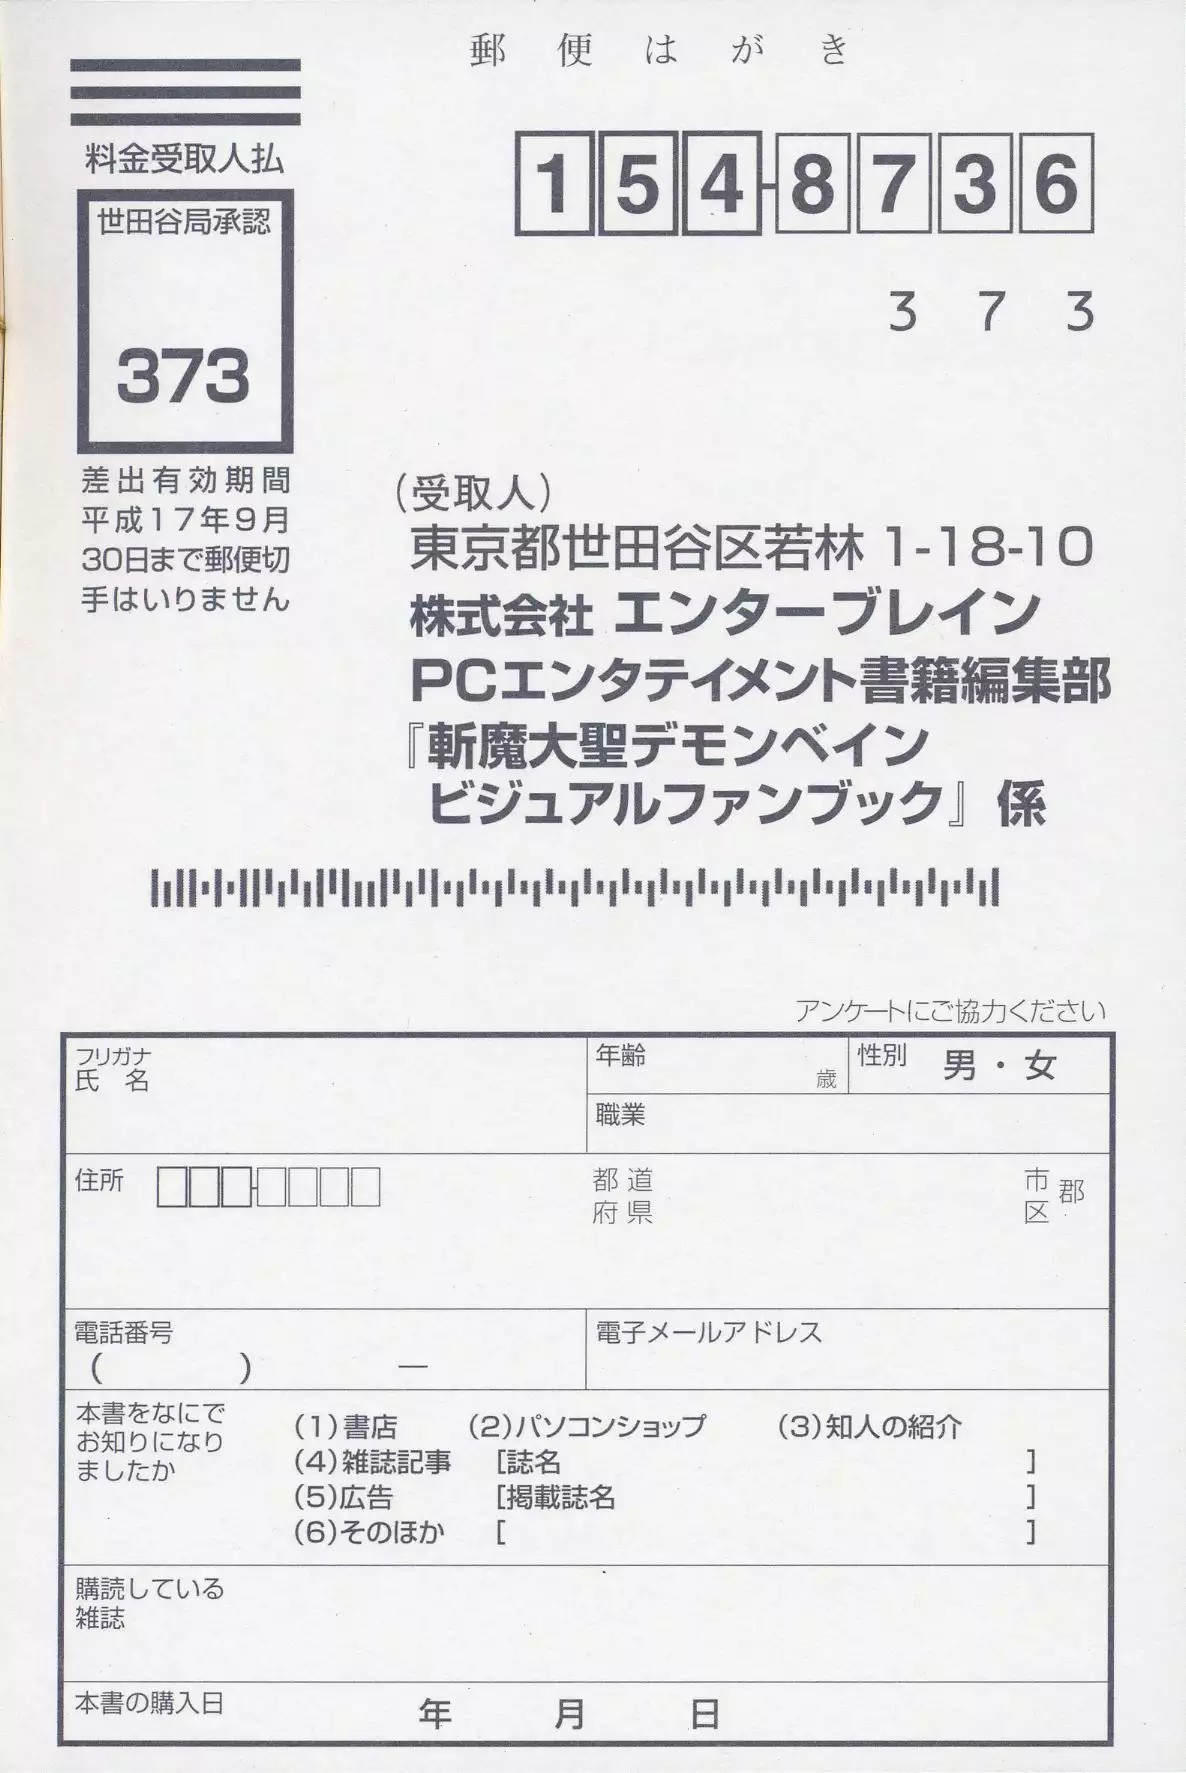 郵便はがき
料金受取人払
世田谷局承認
373
差出有効期間
平成17年9月
30日まで郵便切
手はいりません
154-8736
373
（受取人）
東京都世田谷区若林 1-18-10
株式会社 エンターブレイン
PCエンタテイメント書籍編集部
『斬魔大聖デモンベイン
ビジュアルファンブック』 係
アンケートにご協力ください
フリガナ
氏 名
年齢 歳
性別 男・女
職業
住所
都道
府県
市
区
郡
電話番号
( ) —
電子メールアドレス
本書をなにで
お知りになり
ましたか
(1)書店 (2)パソコンショップ (3)知人の紹介
(4)雑誌記事 [誌名 ]
(5)広告 [掲載誌名 ]
(6)そのほか [ ]
購読している
雑誌
本書の購入日 年 月 日